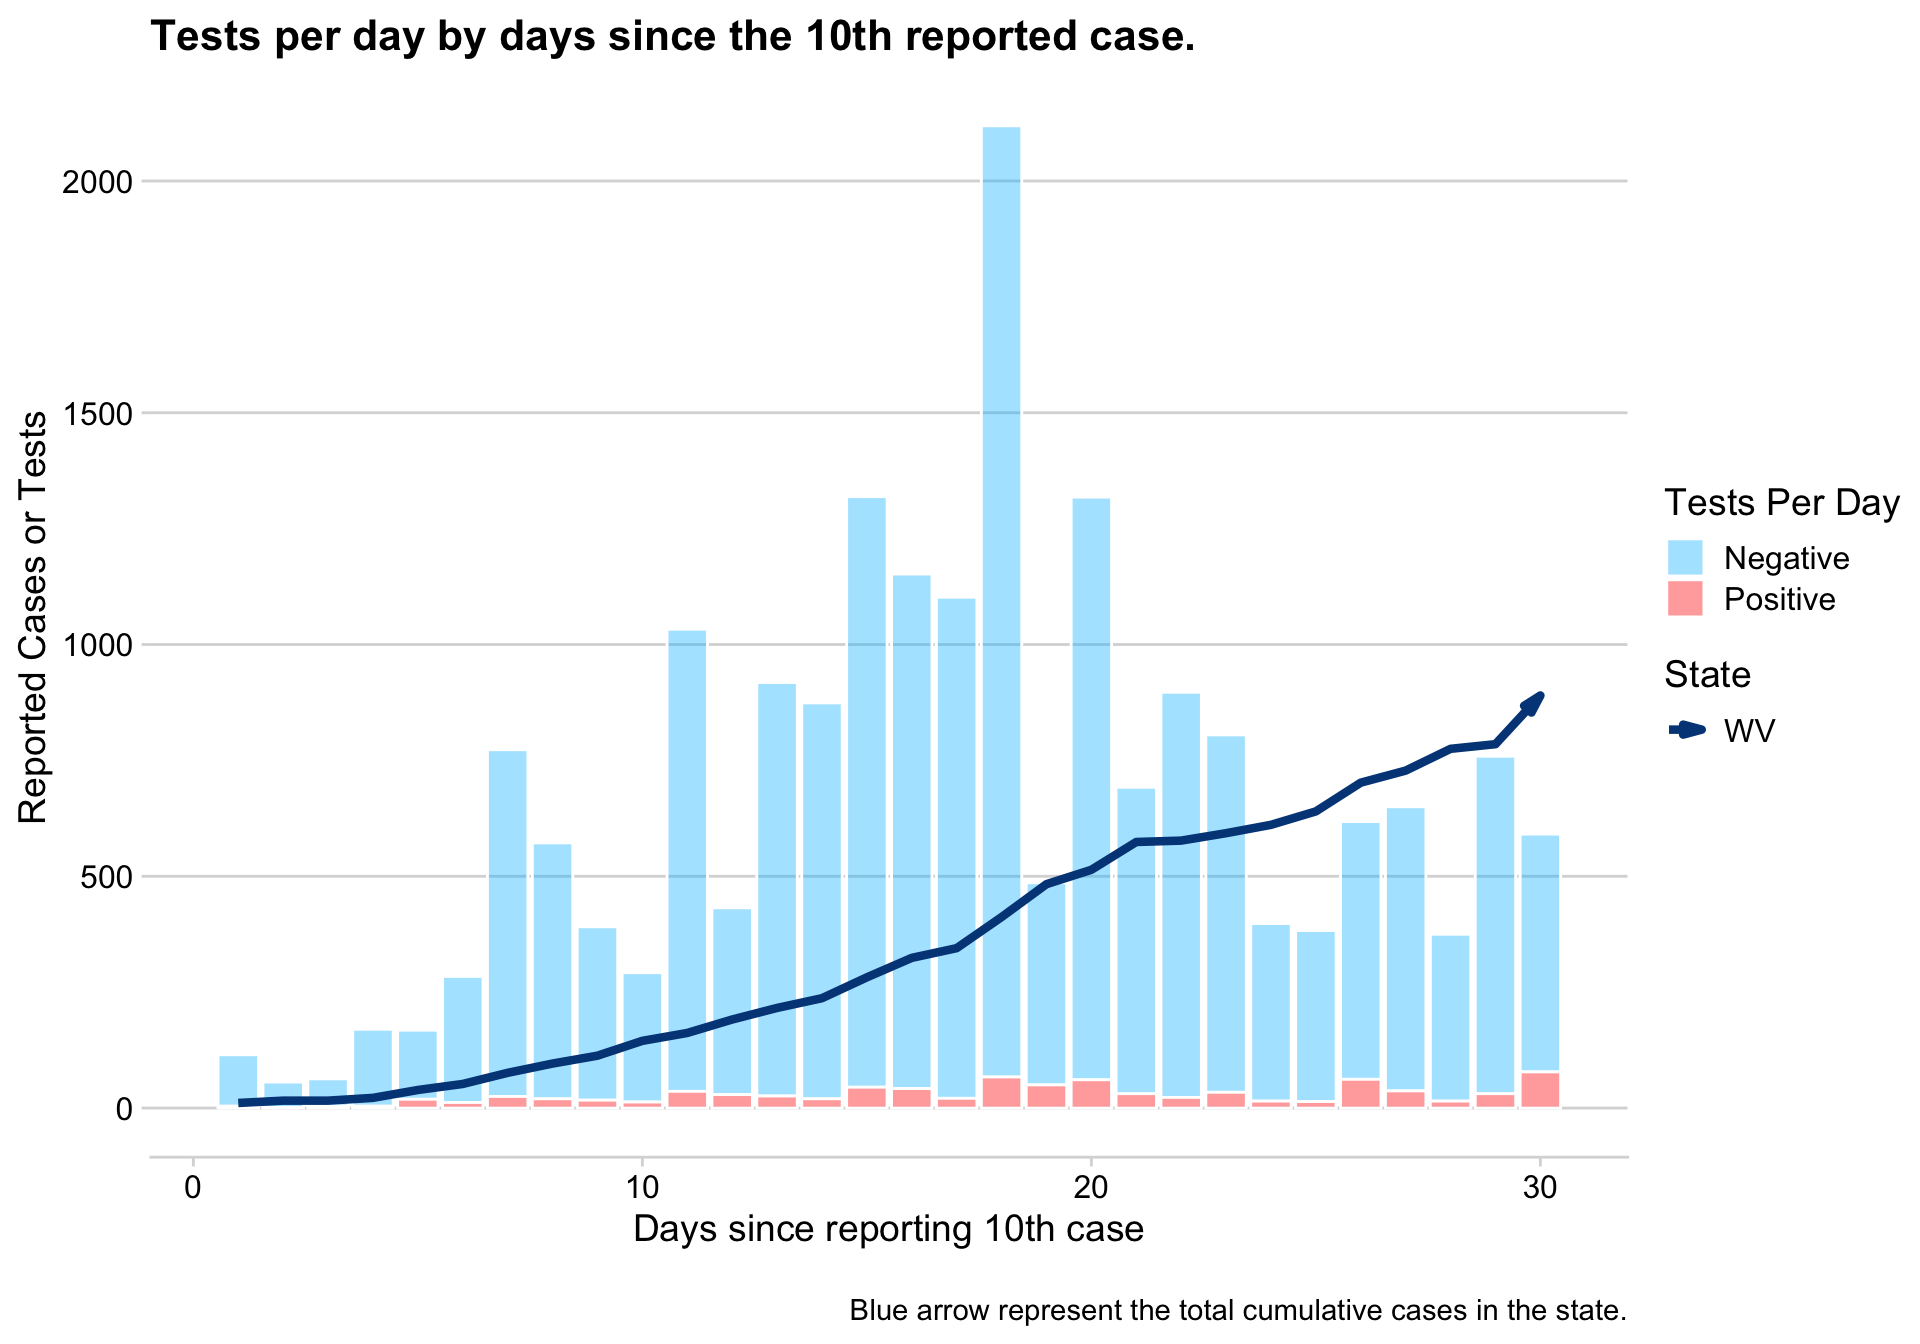 Tests per day by days since the 10th reported case.
Reported Cases or Tests
2000
1500
1000
500
0
0 10 20 30
Days since reporting 10th case
Tests Per Day
Negative
Positive
State
WV
Blue arrow represent the total cumulative cases in the state.